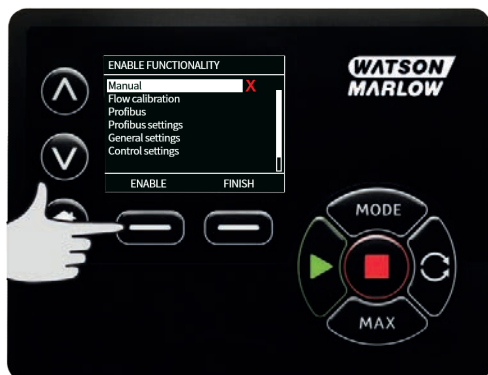 ENABLE FUNCTIONALITY
Manual X
Flow calibration
Profibus
Profibus settings
General settings
Control settings
ENABLE FINISH
WATSON
MARLOW
MODE
MAX